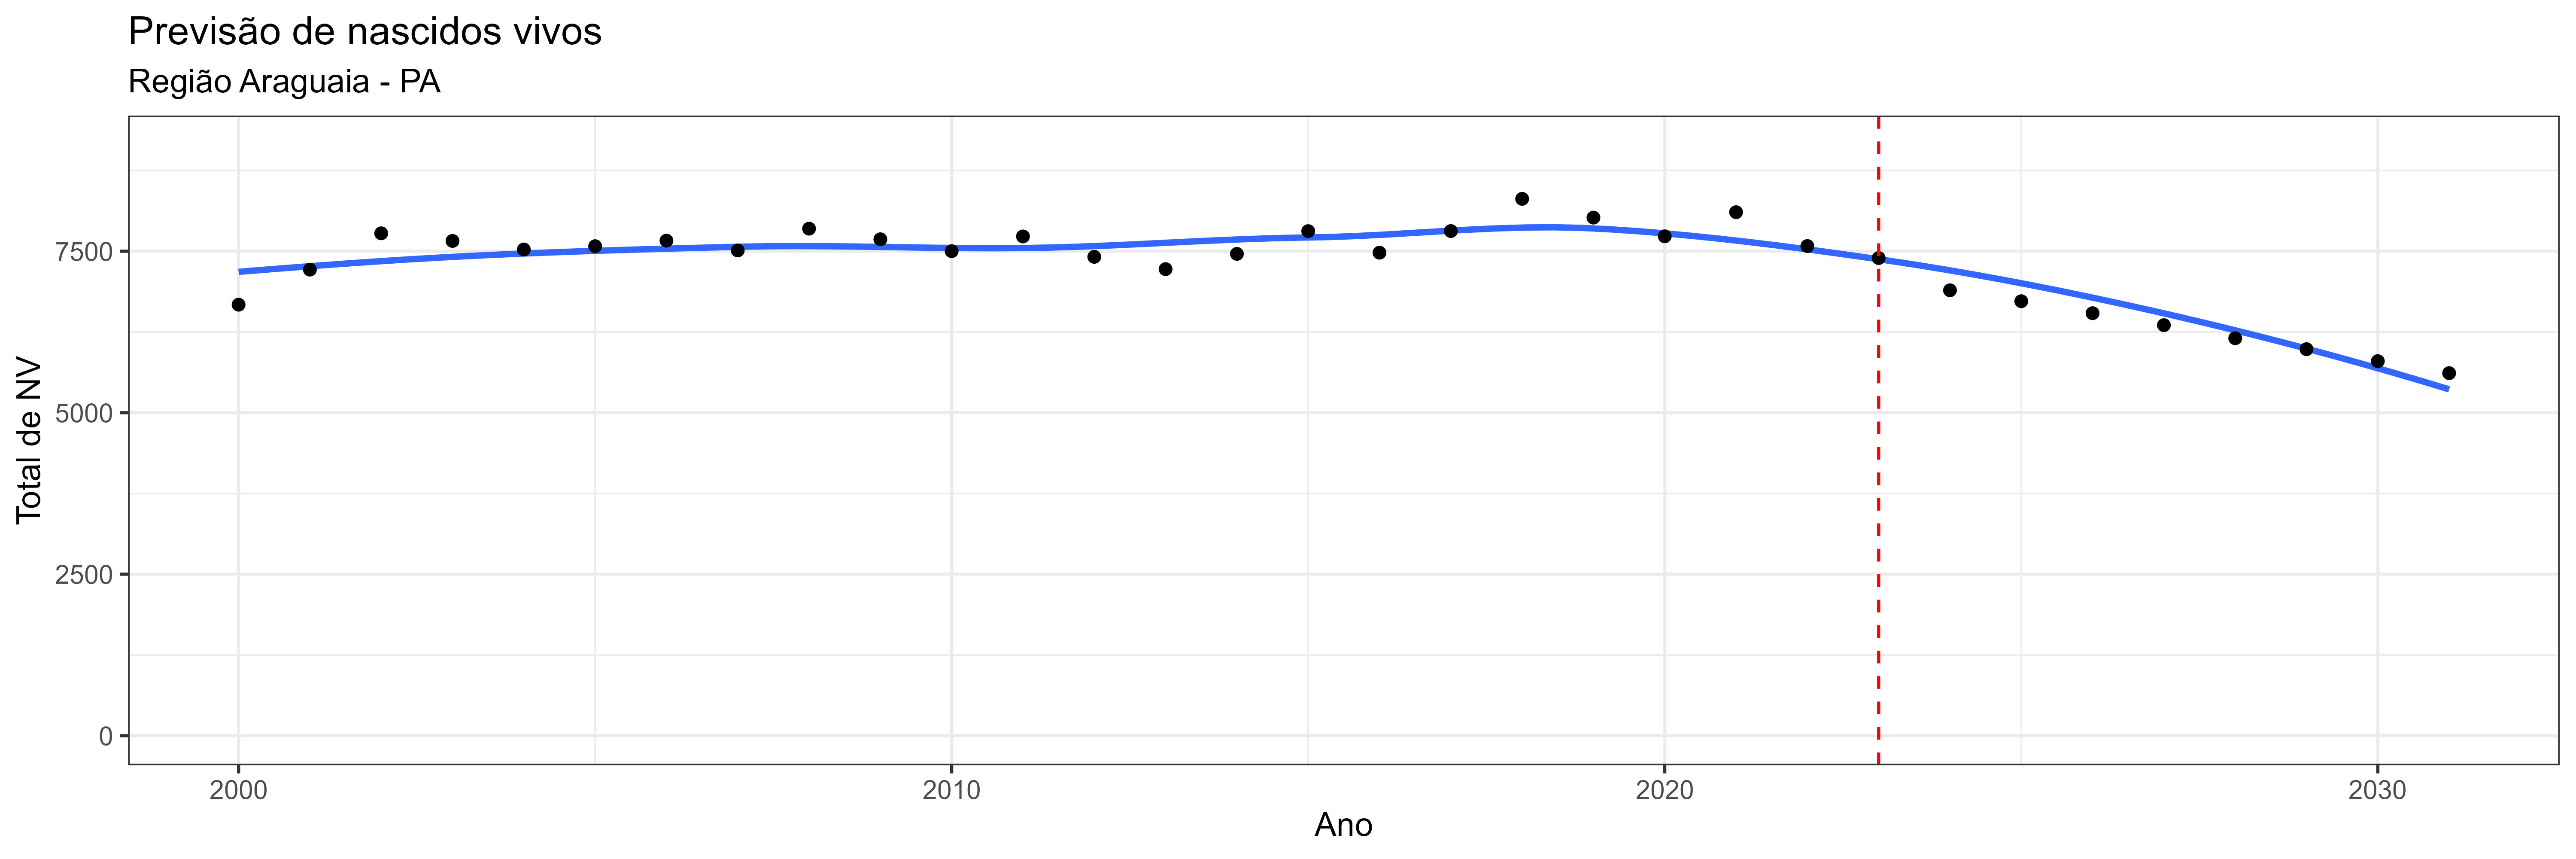 Previsão de nascidos vivos
Região Araguaia - PA
Total de NV
7500
5000
2500
0
2000
2010
2020
2030
Ano